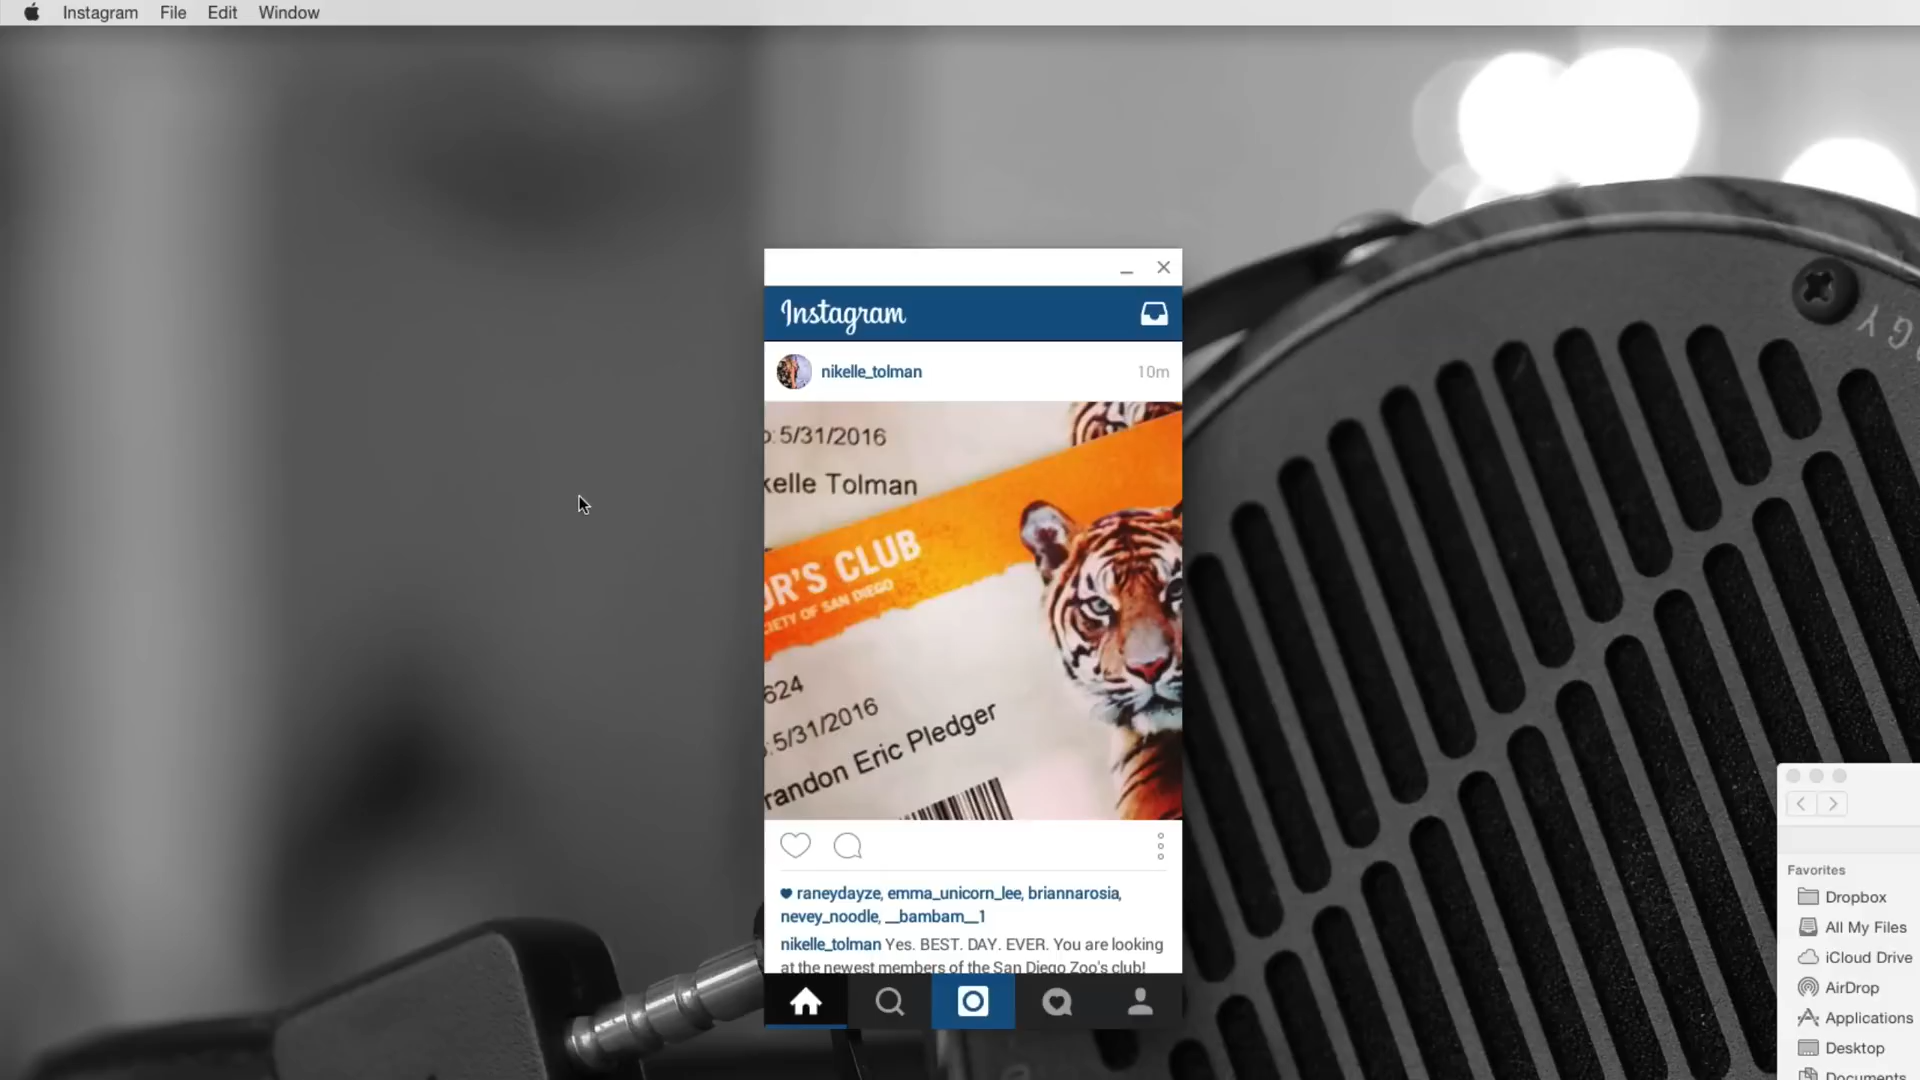 Instagram File Edit Window
Instagram
nikelle_tolman 10m
5/31/2016
kelle Tolman
OR'S CLUB
CIETY OF SAN DIEGO
624
5/31/2016
randon Eric Pledger
raneydayze, emma_unicorn_lee, briannarosia,
nevey_noodle, __bambam__1
nikelle_tolman Yes. BEST. DAY. EVER. You are looking
at the newest members of the San Diego Zoo's club!
Favorites
Dropbox
All My Files
iCloud Drive
AirDrop
Applications
Desktop
Documents